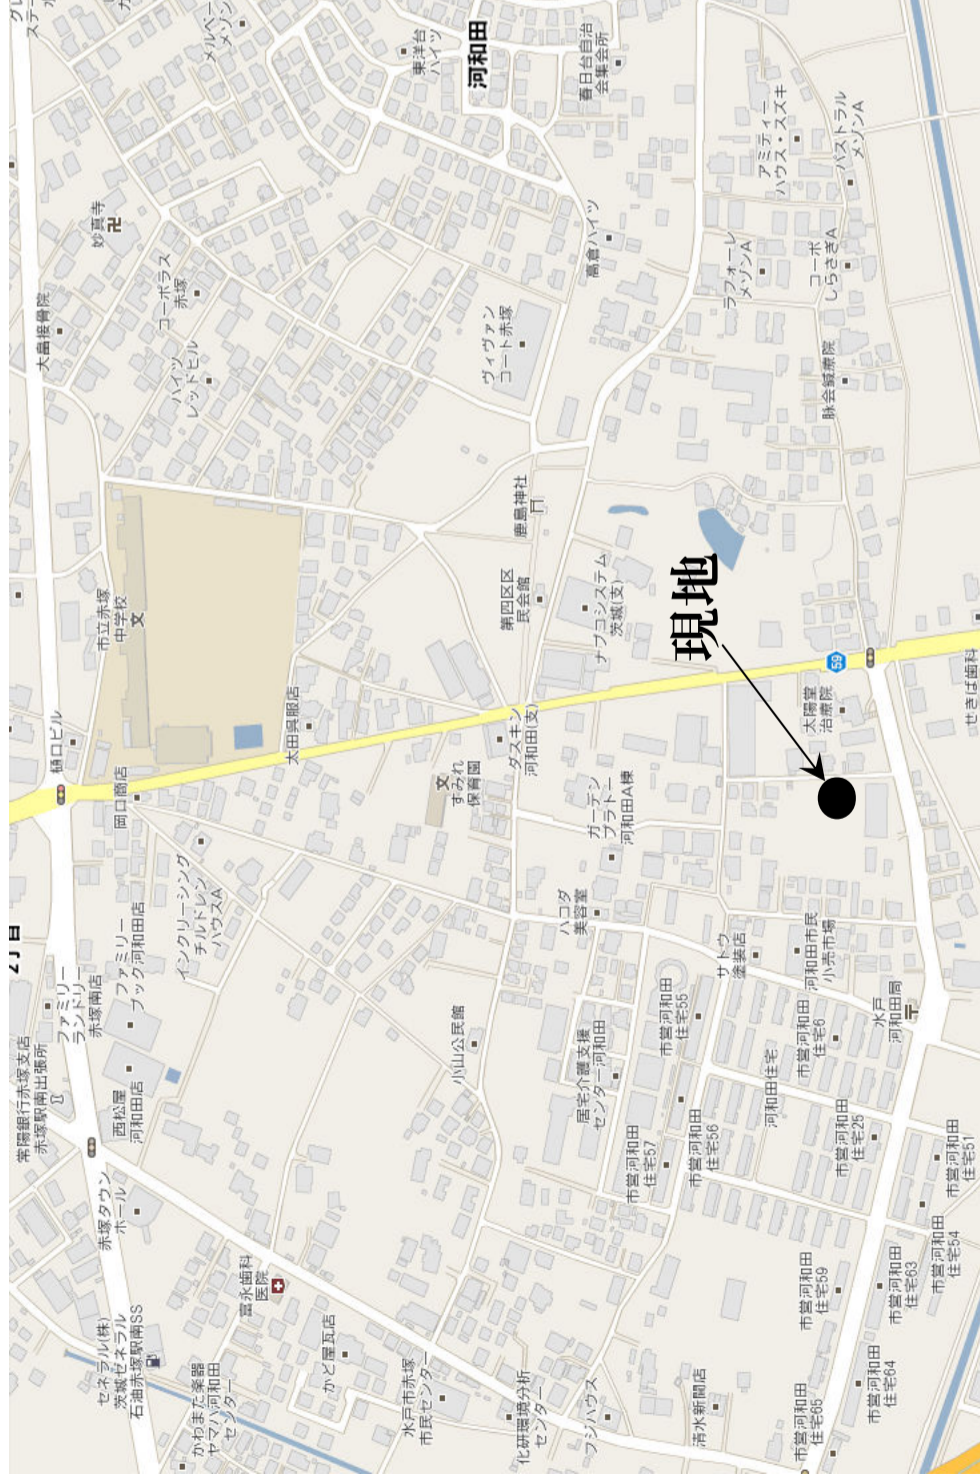 セネラル(株)
茨城ゼネラル
石油赤塚駅南SS
赤塚タウン
ホール
常陽銀行赤塚支店
赤塚駅南出張所
ファミリー
ランドリー
赤塚南店
西松屋
河和田店
ファミリー
ブック河和田店
樋口ビル
岡口商店
市立赤塚
中学校
文
大畠接骨院
妙真寺
卍
かわまた楽器
ヤマハ河和田
センター
富永歯科
医院
インクリーシング
チルドレン
ハウスA
太田呉服店
ハイツ
レッドヒル
コーポラス
赤塚
メルベー
メゾン
かど屋瓦店
水戸市赤塚
市民センター
小山公民館
文
すみれ
保育園
東洋台
ハイツ
河和田
化研環境分析
センター
ダスキン
河和田(支)
第四区区
民会館
鹿島神社
ヴィヴァン
コート赤塚
フジハウス
居宅介護支援
センター河和田
ハコダ
美容室
ガーデン
プラトー
河和田A棟
ナブコシステム
茨城(支)
高倉ハイツ
春日台自治
会集会所
市営河和田
住宅57
市営河和田
住宅55
清水新聞店
市営河和田
住宅56
サトウ
塗装店
現地
ラフォーレ
メゾンA
アミティー
ハウス・スズキ
河和田住宅
市営河和田
住宅65
市営河和田
住宅59
市営河和田
住宅25
市営河和田
住宅6
河和田市民
小売市場
太陽堂
治療院
59
脉会鍼療院
コーポ
しらさぎA
パストラル
メゾンA
市営河和田
住宅64
市営河和田
住宅63
水戸
河和田局
〒
市営河和田
住宅54
市営河和田
住宅51
せきば歯科